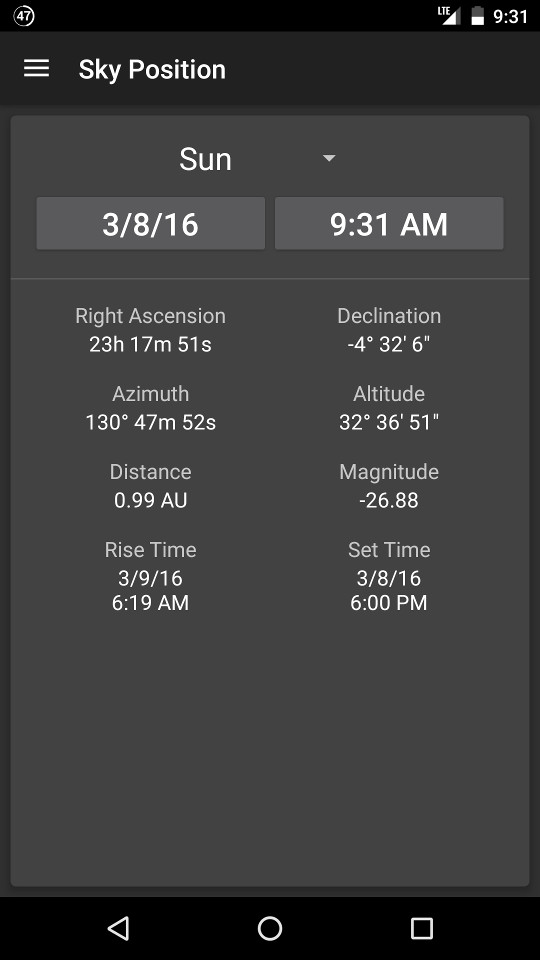 47
LTE
9:31
Sky Position
Sun
3/8/16
9:31 AM
Right Ascension
23h 17m 51s
Declination
-4° 32' 6"
Azimuth
130° 47m 52s
Altitude
32° 36' 51"
Distance
0.99 AU
Magnitude
-26.88
Rise Time
3/9/16
6:19 AM
Set Time
3/8/16
6:00 PM